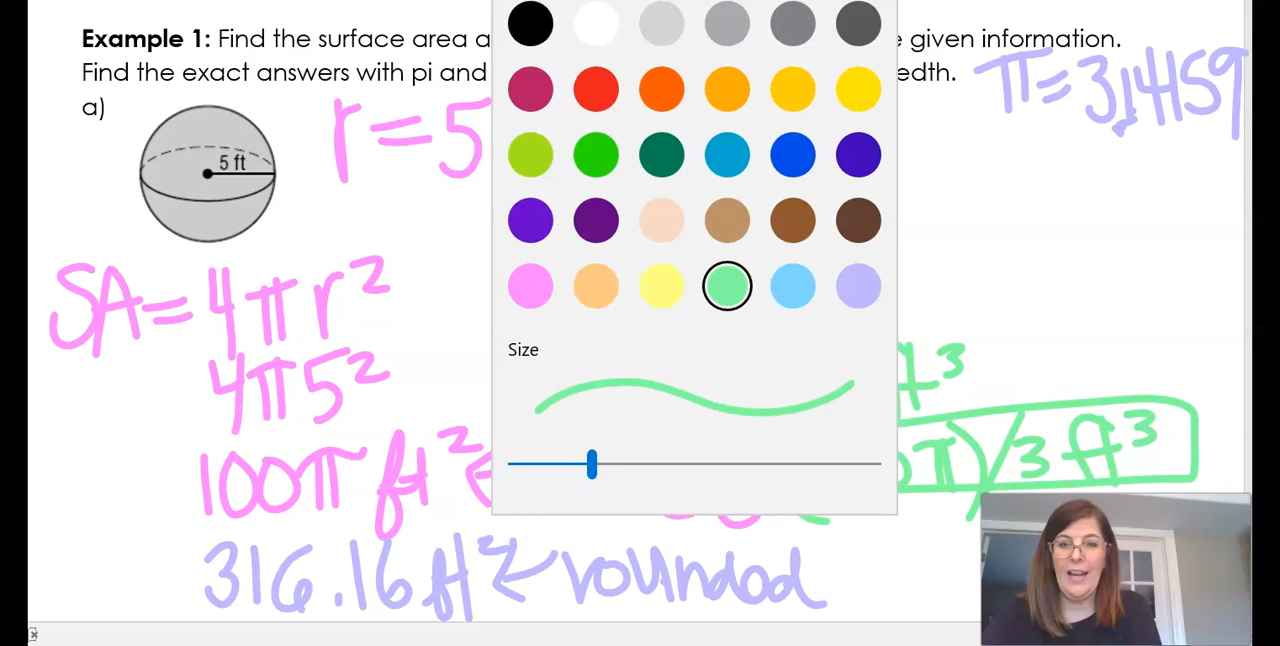 Example 1: Find the surface area a
given information.
Find the exact answers with pi and
edth.
π=3.14159
a)
5 ft
r=5
Size
SA=4πr²
4π5²
ft³
π)/3 ft³
100π ft²
316.16 ft² ← rounded